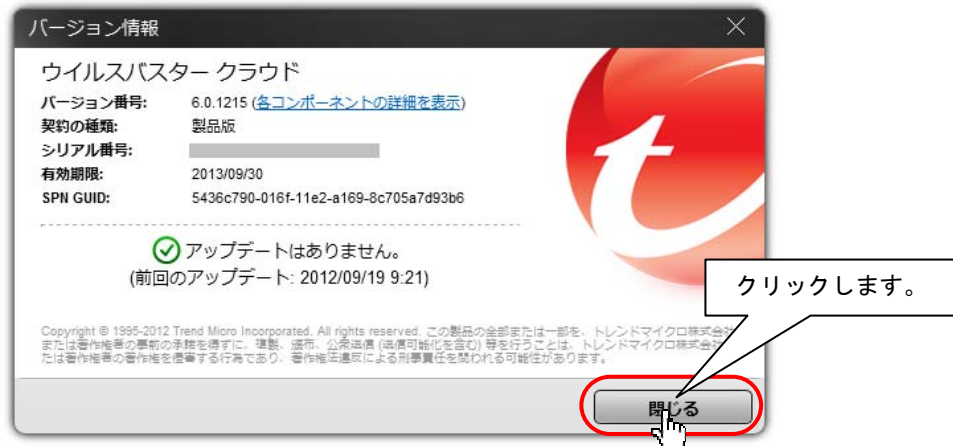 バージョン情報
ウイルスバスター クラウド
バージョン番号: 6.0.1215 (各コンポーネントの詳細を表示)
契約の種類: 製品版
シリアル番号:
有効期限: 2013/09/30
SPN GUID: 5436c790-016f-11e2-a169-8c705a7d93b6
アップデートはありません。
(前回のアップデート: 2012/09/19 9:21)
クリックします。
Copyright © 1995-2012 Trend Micro Incorporated. All rights reserved. この製品の全部または一部を、トレンドマイクロ株式会社
または著作権者の事前の承諾を得ずに、複製、頒布、公衆送信 (送信可能化を含む) 等を行うことは、トレンドマイクロ株式会社
たは著作権者の著作権を侵害する行為であり、著作権法違反による刑事責任を問われる可能性があります。
閉じる